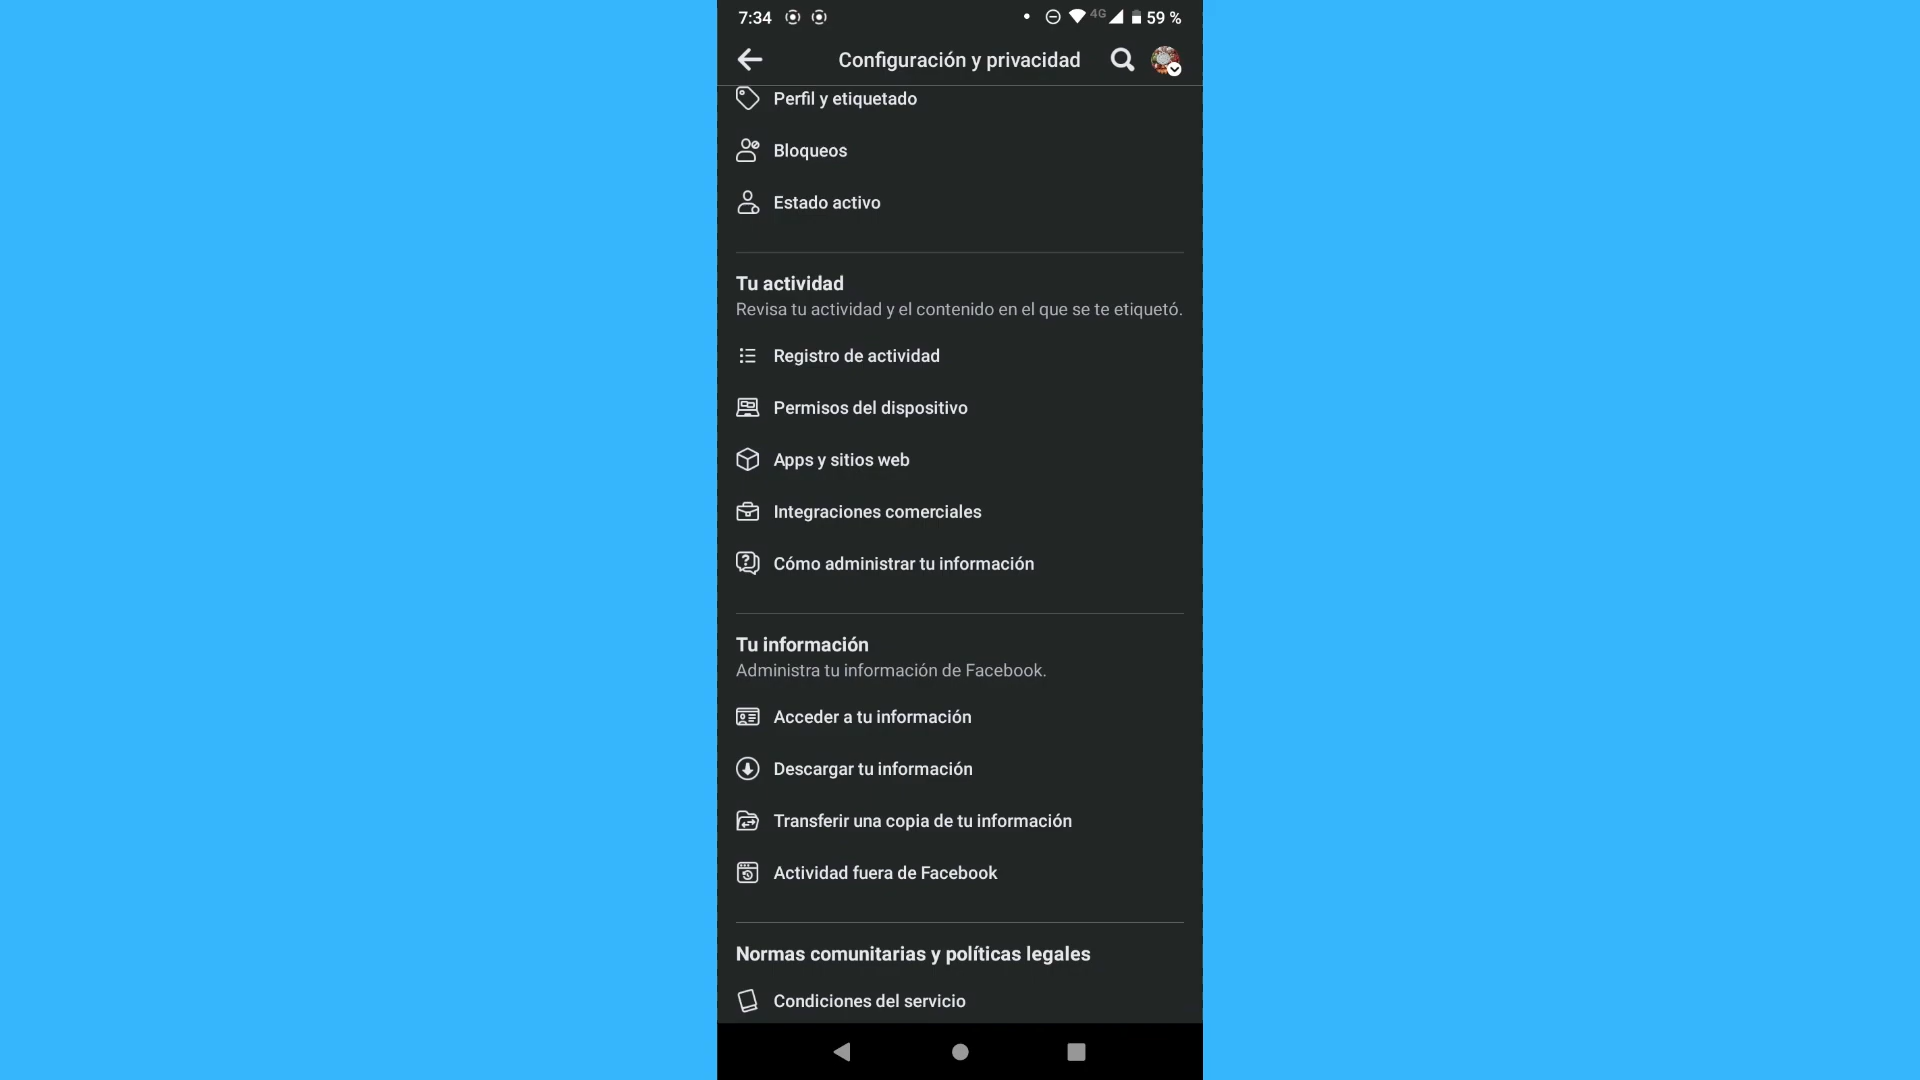 7:34 4G 59 %
Configuración y privacidad
Perfil y etiquetado
Bloqueos
Estado activo
Tu actividad
Revisa tu actividad y el contenido en el que se te etiquetó.
Registro de actividad
Permisos del dispositivo
Apps y sitios web
Integraciones comerciales
Cómo administrar tu información
Tu información
Administra tu información de Facebook.
Acceder a tu información
Descargar tu información
Transferir una copia de tu información
Actividad fuera de Facebook
Normas comunitarias y políticas legales
Condiciones del servicio